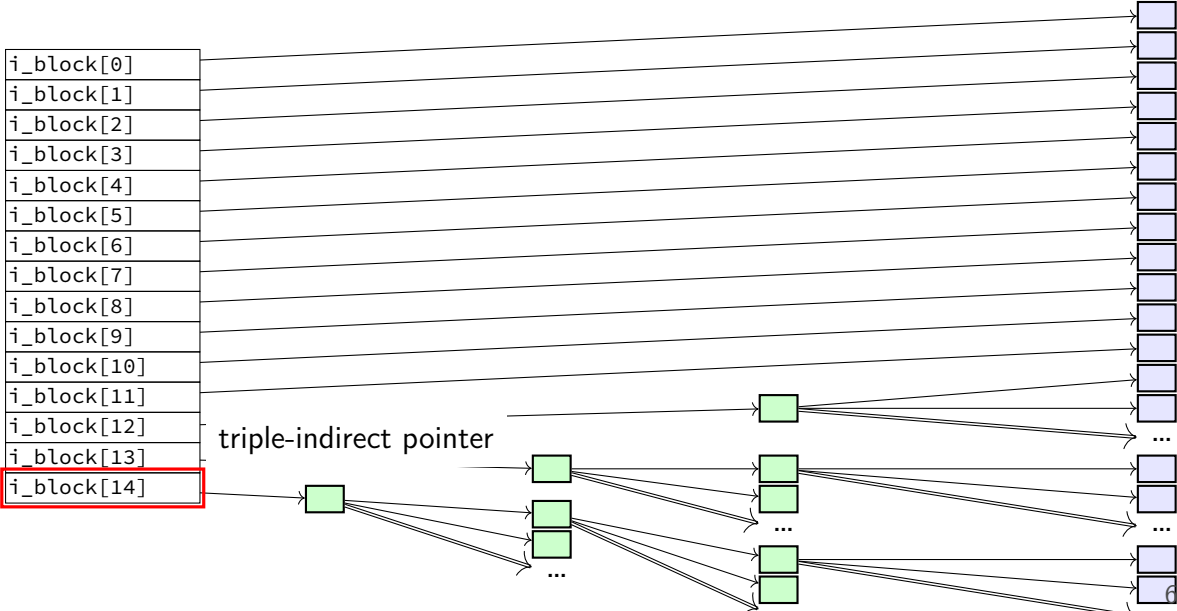 i_block[0]
i_block[1]
i_block[2]
i_block[3]
i_block[4]
i_block[5]
i_block[6]
i_block[7]
i_block[8]
i_block[9]
i_block[10]
i_block[11]
i_block[12]
triple-indirect pointer
...
i_block[13]
i_block[14]
...
...
...
6